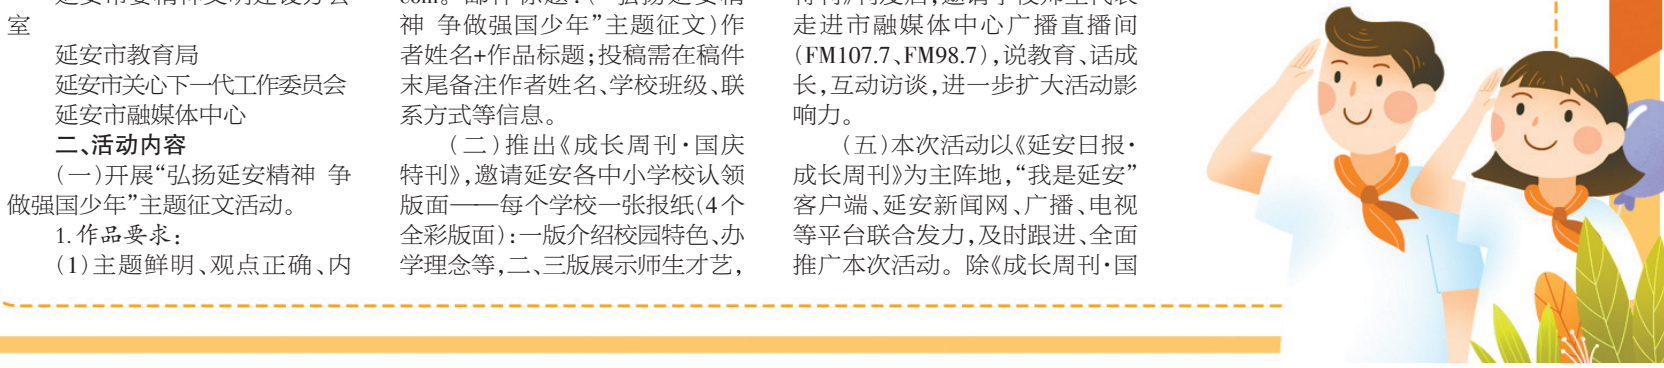 室
延安市教育局
延安市关心下一代工作委员会
延安市融媒体中心
二、活动内容
(一)开展“弘扬延安精神 争
做强国少年”主题征文活动。
1.作品要求:
(1)主题鲜明、观点正确、内
神 争做强国少年”主题征文)作
者姓名+作品标题;投稿需在稿件
末尾备注作者姓名、学校班级、联
系方式等信息。
(二)推出《成长周刊·国庆
特刊》,邀请延安各中小学校认领
版面——每个学校一张报纸(4个
全彩版面):一版介绍校园特色、办
学理念等,二、三版展示师生才艺,
走进市融媒体中心广播直播间
(FM107.7、FM98.7),说教育、话成
长,互动访谈,进一步扩大活动影
响力。
(五)本次活动以《延安日报·
成长周刊》为主阵地,“我是延安”
客户端、延安新闻网、广播、电视
等平台联合发力,及时跟进、全面
推广本次活动。除《成长周刊·国